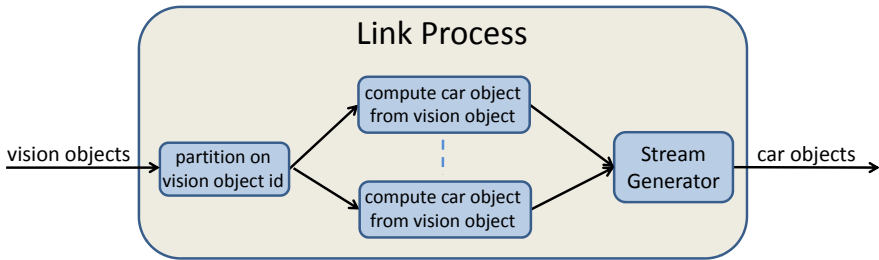 Link Process
vision objects
partition on
vision object id
compute car object
from vision object
compute car object
from vision object
Stream
Generator
car objects